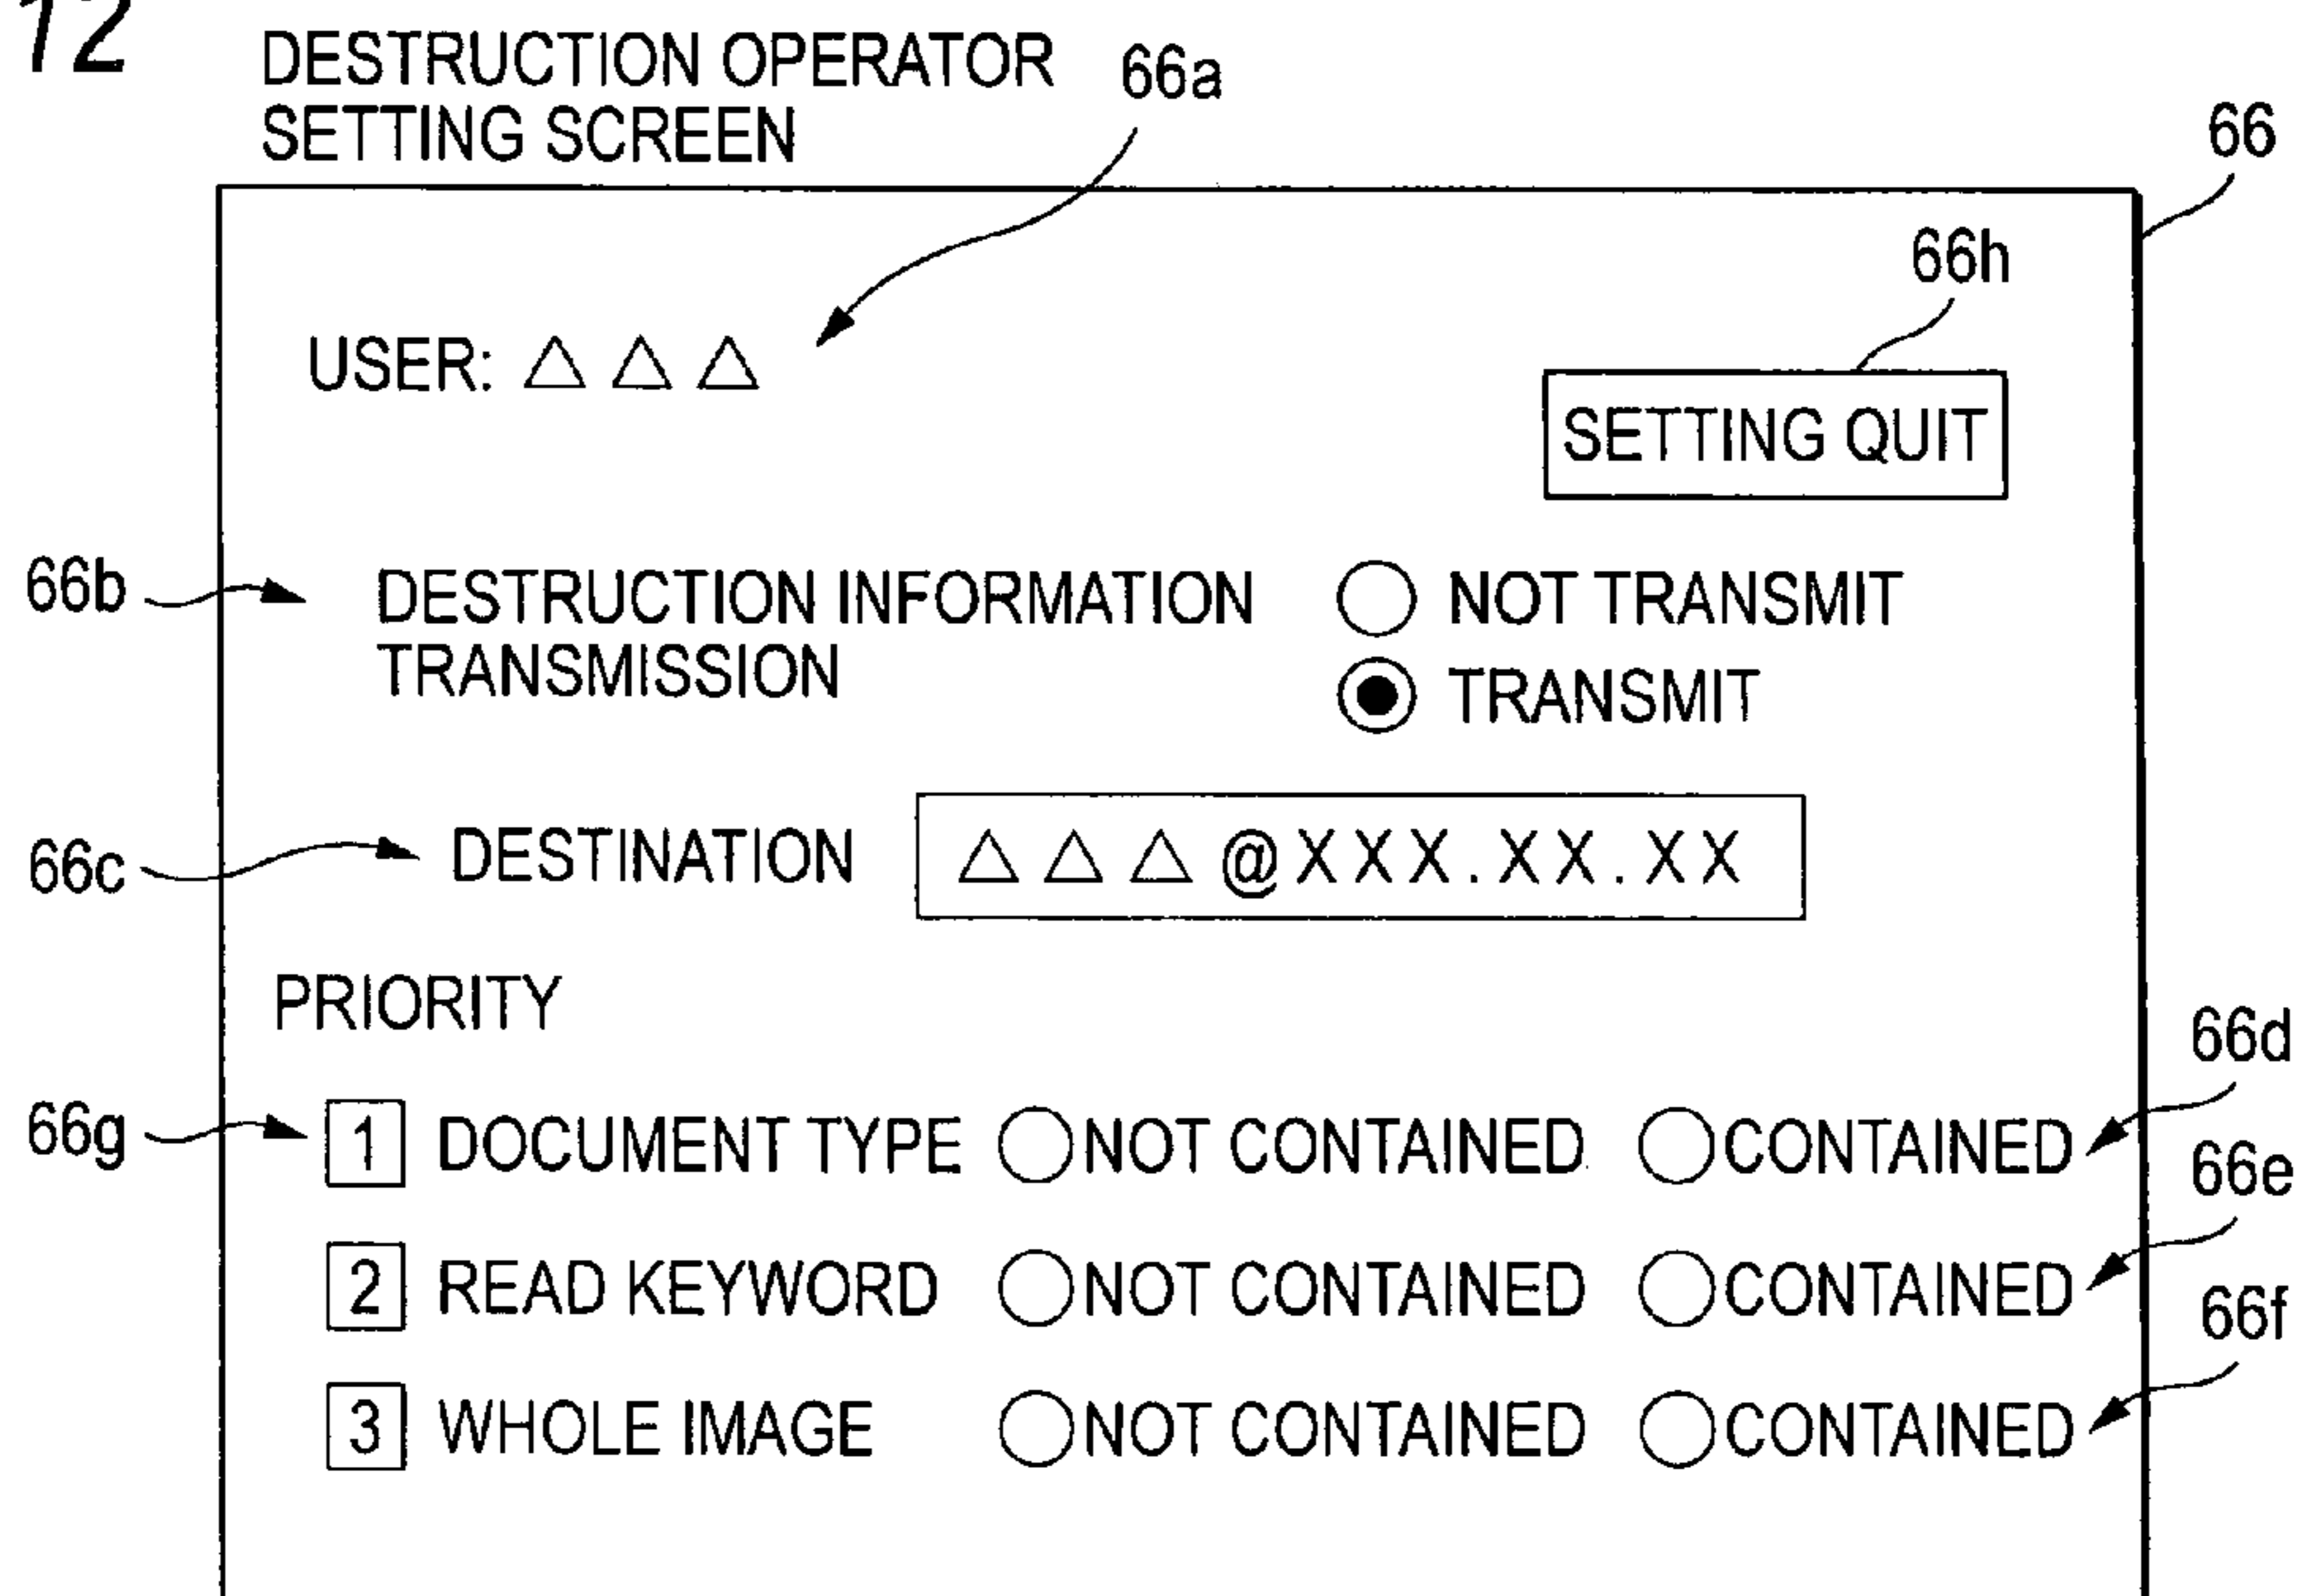 12
DESTRUCTION OPERATOR
SETTING SCREEN
66a
66
66h
USER: △ △ △
SETTING QUIT
66b
DESTRUCTION INFORMATION
TRANSMISSION
○ NOT TRANSMIT
◉ TRANSMIT
66c
DESTINATION
△△△@XXX.XX.XX
PRIORITY
66d
66g
1 DOCUMENT TYPE ○ NOT CONTAINED ○ CONTAINED
66e
2 READ KEYWORD ○ NOT CONTAINED ○ CONTAINED
66f
3 WHOLE IMAGE ○ NOT CONTAINED ○ CONTAINED